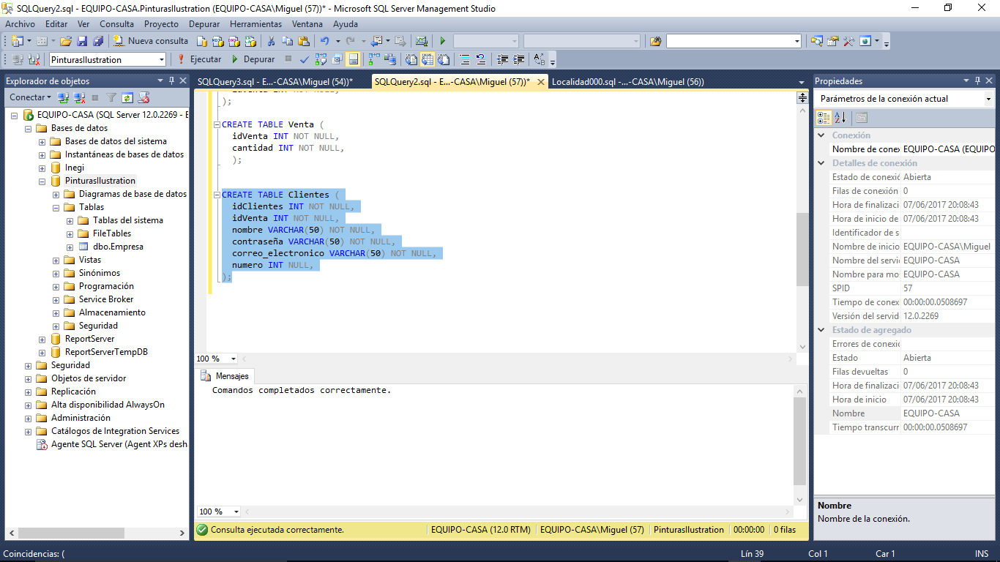 SQLQuery2.sql - EQUIPO-CASA.PinturasIlustration (EQUIPO-CASA\Miguel (57))* - Microsoft SQL Server Management Studio
Archivo Editar Ver Consulta Proyecto Depurar Herramientas Ventana Ayuda
Nueva consulta
PinturasIlustration Ejecutar Depurar
Explorador de objetos
Conectar
EQUIPO-CASA (SQL Server 12.0.2269 - E
Bases de datos
Bases de datos del sistema
Instantáneas de bases de datos
Inegi
PinturasIlustration
Diagramas de base de datos
Tablas
Tablas del sistema
FileTables
dbo.Empresa
Vistas
Sinónimos
Programación
Service Broker
Almacenamiento
Seguridad
ReportServer
ReportServerTempDB
Seguridad
Objetos de servidor
Replicación
Alta disponibilidad AlwaysOn
Administración
Catálogos de Integration Services
Agente SQL Server (Agent XPs desh
SQLQuery3.sql - E...-CASA\Miguel (54))* SQLQuery2.sql - E...-CASA\Miguel (57))* Localidad000.sql -...-CASA\Miguel (56))
);
CREATE TABLE Venta (
idVenta INT NOT NULL,
cantidad INT NOT NULL,
);
CREATE TABLE Clientes (
idClientes INT NOT NULL,
idVenta INT NOT NULL,
nombre VARCHAR(50) NOT NULL,
contraseña VARCHAR(50) NOT NULL,
correo_electronico VARCHAR(50) NOT NULL,
numero INT NULL,
);
100 %
Mensajes
Comandos completados correctamente.
100 %
Consulta ejecutada correctamente. EQUIPO-CASA (12.0 RTM) EQUIPO-CASA\Miguel (57) PinturasIlustration 00:00:00 0 filas
Propiedades
Parámetros de la conexión actual
Conexión
Nombre de conex EQUIPO-CASA (EQUIPO
Detalles de conexión
Estado de conexió Abierta
Filas de conexión 0
Hora de finalizaci 07/06/2017 20:08:43
Hora de inicio de 07/06/2017 20:08:43
Identificador de s
Nombre de inicio EQUIPO-CASA\Miguel
Nombre del servi EQUIPO-CASA
Nombre para mo EQUIPO-CASA
SPID 57
Tiempo de conex 00:00:00.0508697
Versión del servid 12.0.2269
Estado de agregado
Errores de conexi
Estado Abierta
Filas devueltas 0
Hora de finalizaci 07/06/2017 20:08:43
Hora de inicio 07/06/2017 20:08:43
Nombre EQUIPO-CASA
Tiempo transcurr 00:00:00.0508697
Nombre
Nombre de la conexión.
Coincidencias: ( Lín 39 Col 1 Car 1 INS